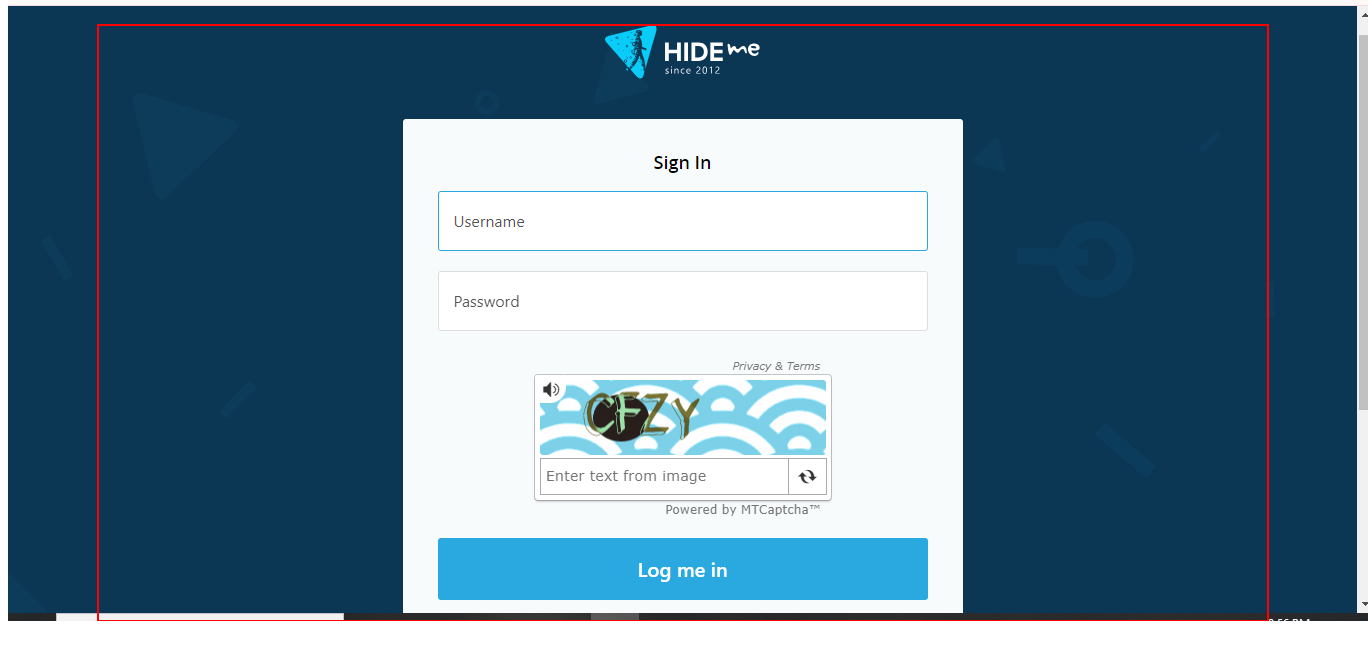 HIDE me
since 2012
Sign In
Username
Password
Privacy & Terms
CFZY
Enter text from image
Powered by MTCaptcha™
Log me in